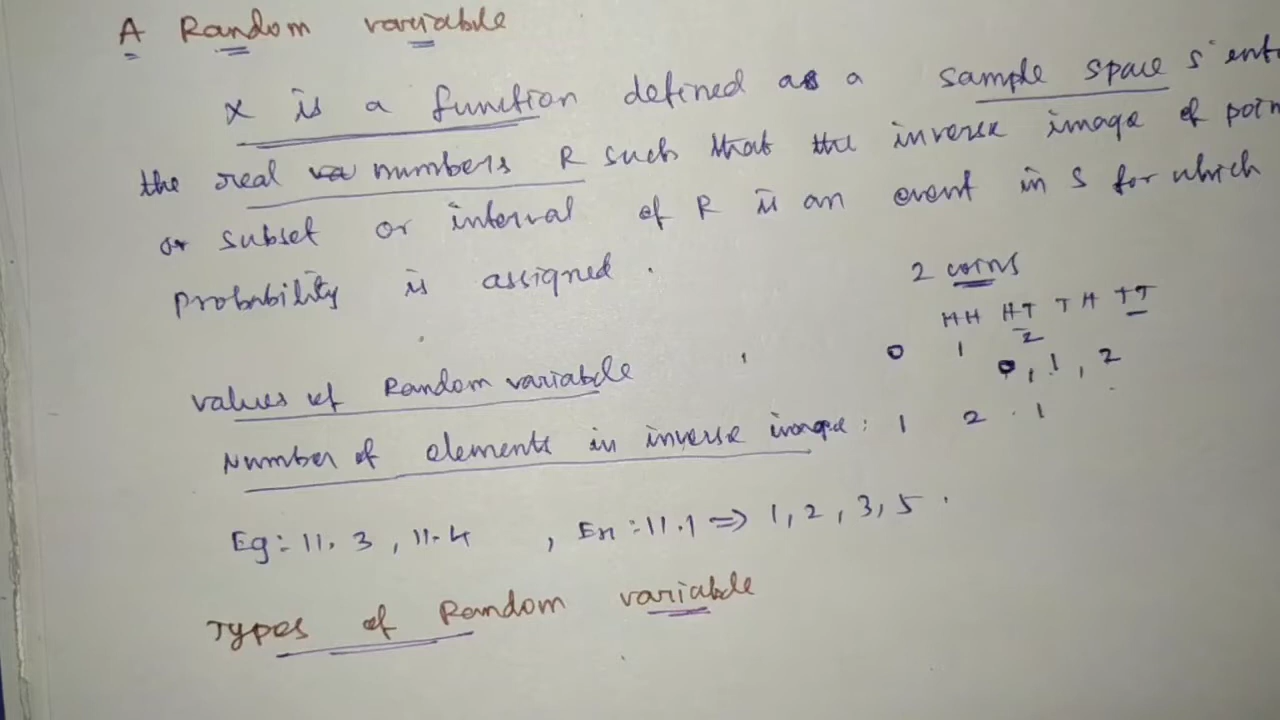 A Random variable
X is a function defined as a sample space S into
the real numbers R such that the inverse image of poin
or subset or interval of R is an event in S for which
probability is assigned.
2 coins
HH HT TH TT
values of Random variable 0 1 2
0, 1, 2
Number of elements in inverse image: 1 2 1
Eg: 11.3, 11.4, Ex: 11.1 ⇒ 1, 2, 3, 5.
Types of Random variable